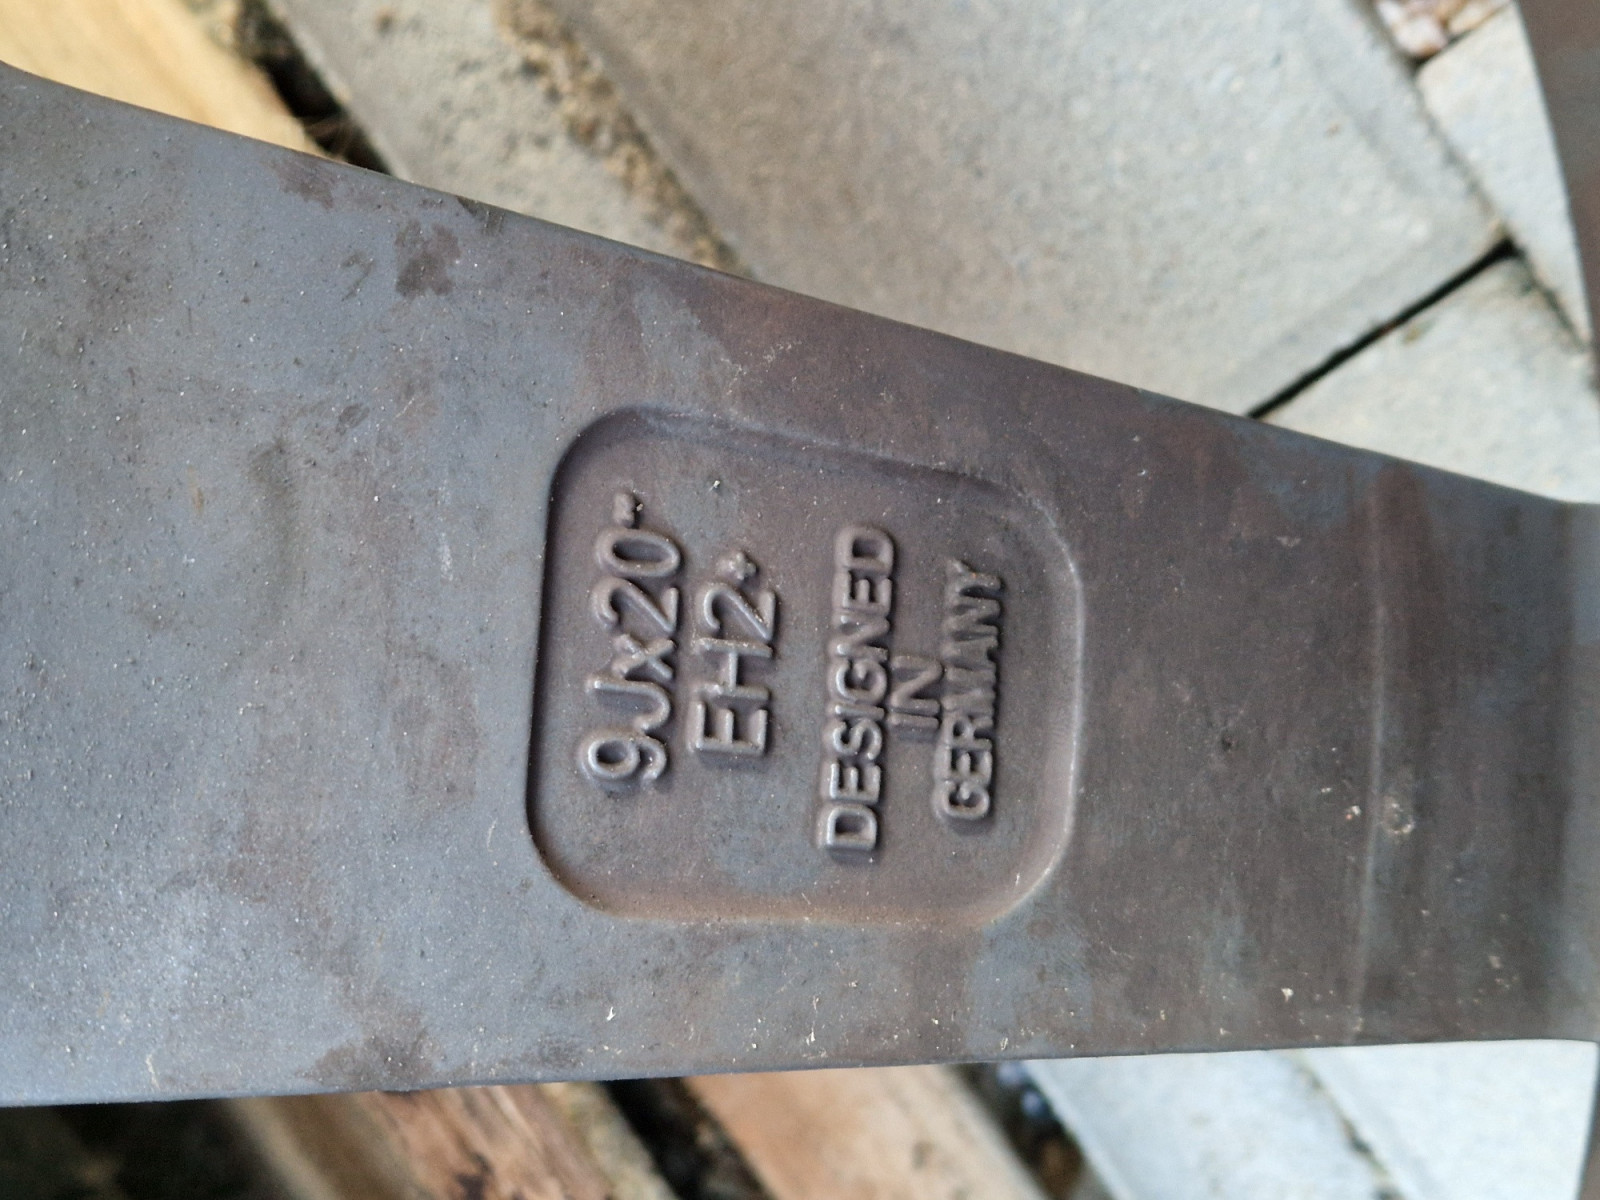 9Jx20"
EH2+
DESIGNED
IN
GERMANY